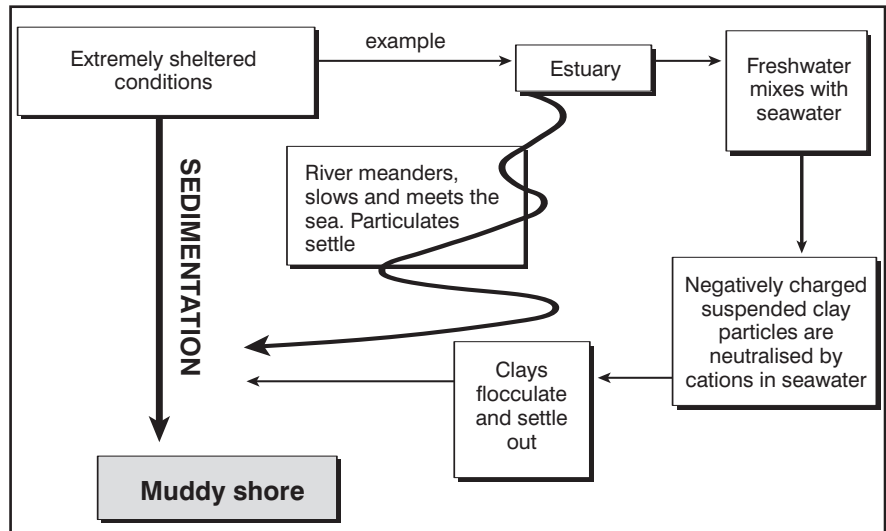 Extremely sheltered
conditions
example
Estuary
Freshwater
mixes with
seawater
SEDIMENTATION
River meanders,
slows and meets the
sea. Particulates
settle
Negatively charged
suspended clay
particles are
neutralised by
cations in seawater
Clays
flocculate
and settle
out
Muddy shore